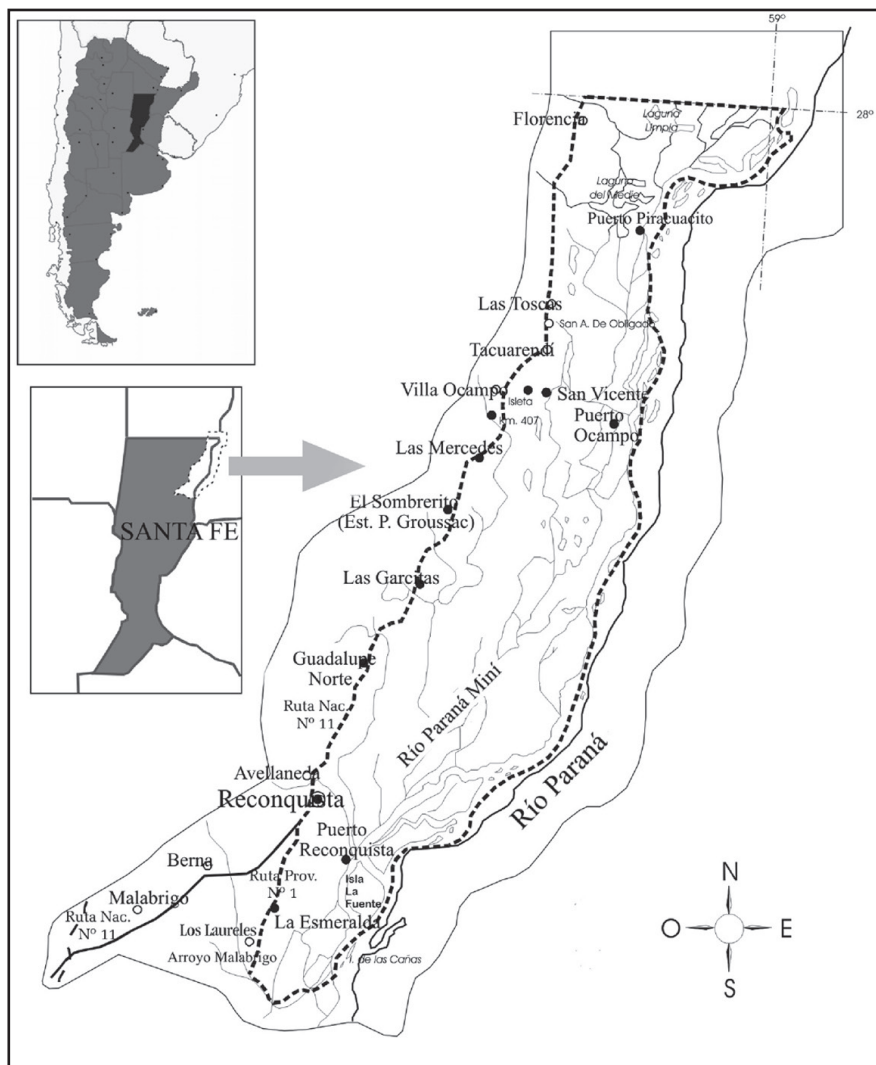 59º
28º
Florencia
Laguna
Limpia
Laguna
del Medio
Puerto Piracuacito
Las Toscas
San A. De Obligado
Tacuarendí
Villa Ocampo
Isleta
San Vicente
Km. 407
Puerto
Ocampo
Las Mercedes
SANTA FE
El Sombrerito
(Est. P. Groussac)
Las Garcitas
Guadalupe
Norte
Ruta Nac.
Nº 11
Río Paraná Miní
Río Paraná
Avellaneda
Reconquista
Puerto
Reconquista
Berna
Ruta Prov.
Nº 1
Isla
La
Fuente
Malabrigo
Ruta Nac.
Nº 11
La Esmeralda
Los Laureles
Arroyo Malabrigo
I. de las Cañas
N
O
E
S